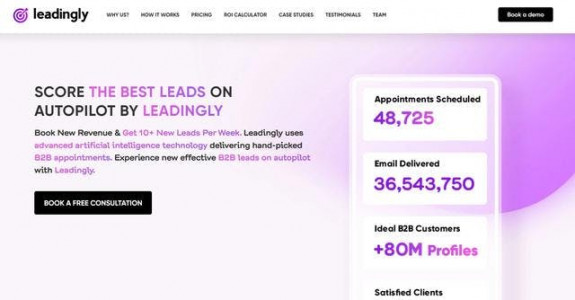 leadingly
WHY US?
HOW IT WORKS
PRICING
ROI CALCULATOR
CASE STUDIES
TESTIMONIALS
TEAM
Book a demo
SCORE THE BEST LEADS ON
AUTOPILOT BY LEADINGLY
Book New Revenue & Get 10+ New Leads Per Week. Leadingly uses
advanced artificial intelligence technology delivering hand-picked
B2B appointments. Experience new effective B2B leads on autopilot
with Leadingly.
BOOK A FREE CONSULTATION
Appointments Scheduled
48,725
Email Delivered
36,543,750
Ideal B2B Customers
+80M Profiles
Satisfied Clients